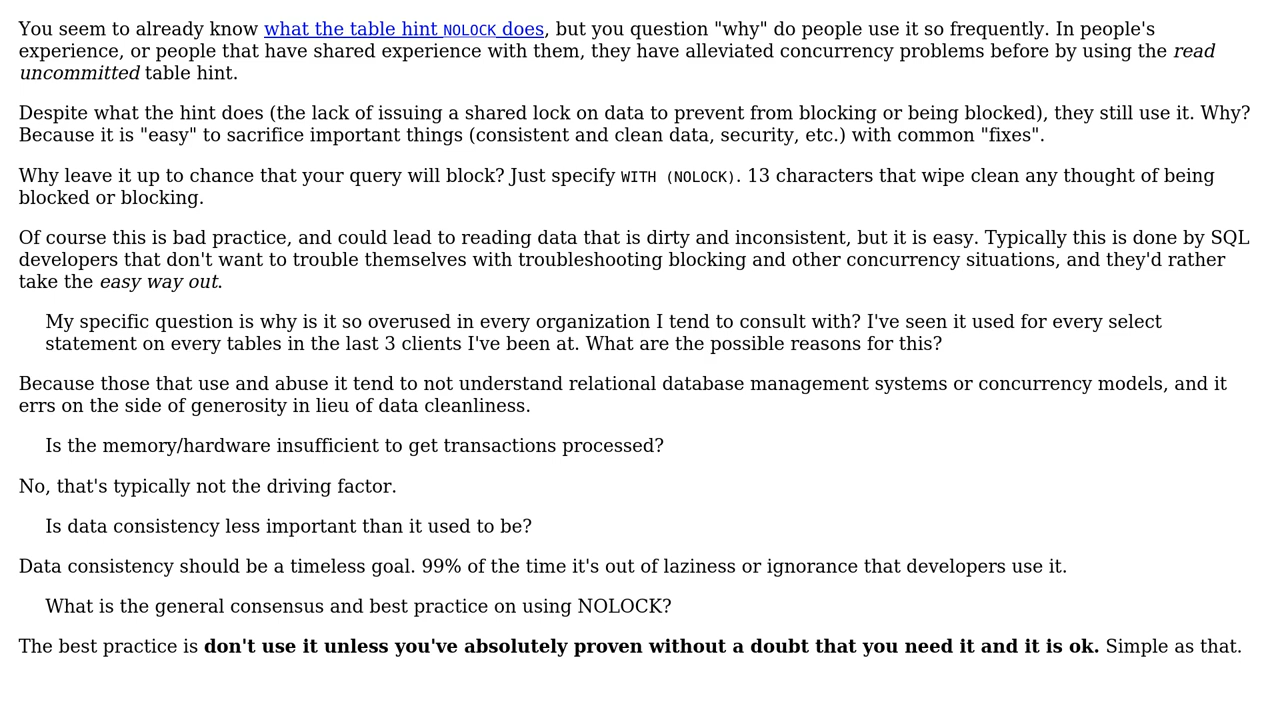 You seem to already know what the table hint NOLOCK does, but you question "why" do people use it so frequently. In people's
experience, or people that have shared experience with them, they have alleviated concurrency problems before by using the read
uncommitted table hint.
Despite what the hint does (the lack of issuing a shared lock on data to prevent from blocking or being blocked), they still use it. Why?
Because it is "easy" to sacrifice important things (consistent and clean data, security, etc.) with common "fixes".
Why leave it up to chance that your query will block? Just specify WITH (NOLOCK). 13 characters that wipe clean any thought of being
blocked or blocking.
Of course this is bad practice, and could lead to reading data that is dirty and inconsistent, but it is easy. Typically this is done by SQL
developers that don't want to trouble themselves with troubleshooting blocking and other concurrency situations, and they'd rather
take the easy way out.
My specific question is why is it so overused in every organization I tend to consult with? I've seen it used for every select
statement on every tables in the last 3 clients I've been at. What are the possible reasons for this?
Because those that use and abuse it tend to not understand relational database management systems or concurrency models, and it
errs on the side of generosity in lieu of data cleanliness.
Is the memory/hardware insufficient to get transactions processed?
No, that's typically not the driving factor.
Is data consistency less important than it used to be?
Data consistency should be a timeless goal. 99% of the time it's out of laziness or ignorance that developers use it.
What is the general consensus and best practice on using NOLOCK?
The best practice is don't use it unless you've absolutely proven without a doubt that you need it and it is ok. Simple as that.